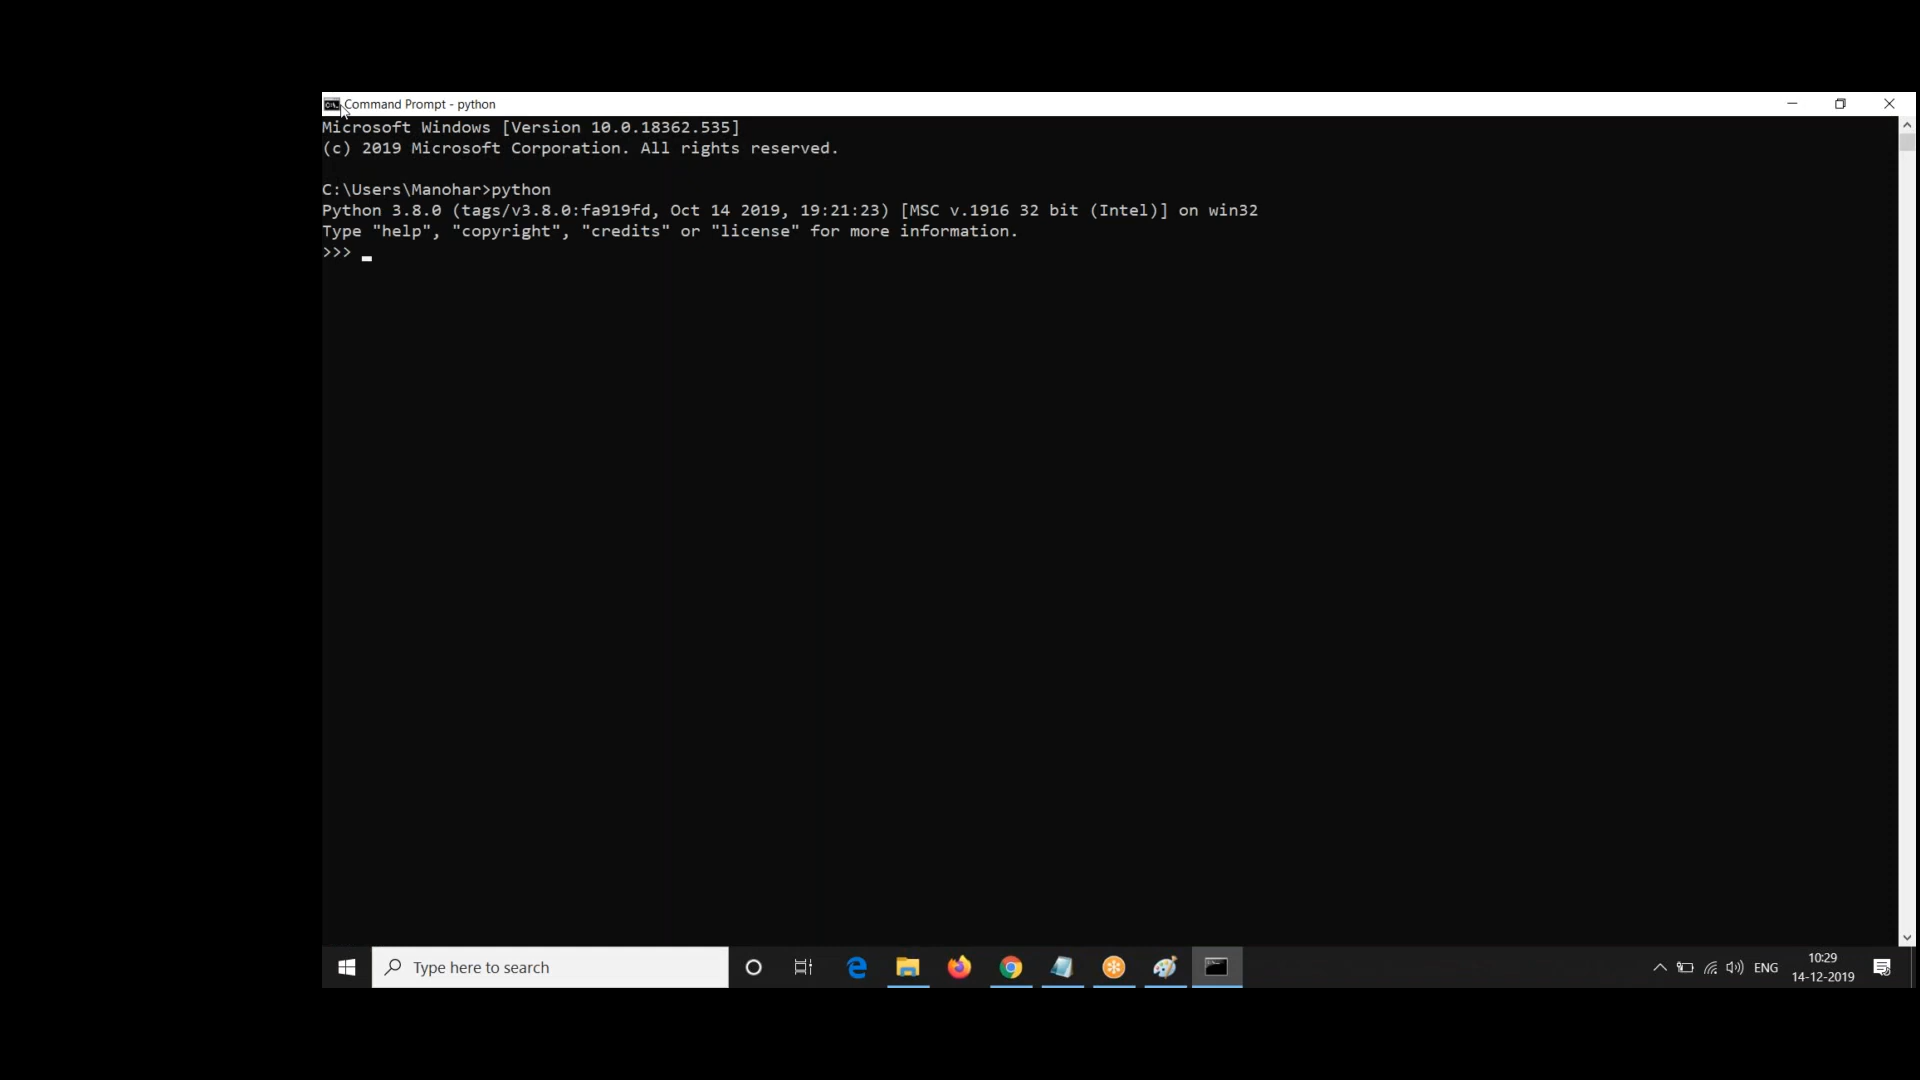 Command Prompt - python
Microsoft Windows [Version 10.0.18362.535]
(c) 2019 Microsoft Corporation. All rights reserved.
C:\Users\Manohar>python
Python 3.8.0 (tags/v3.8.0:fa919fd, Oct 14 2019, 19:21:23) [MSC v.1916 32 bit (Intel)] on win32
Type "help", "copyright", "credits" or "license" for more information.
>>> _
Type here to search
ENG
10:29
14-12-2019